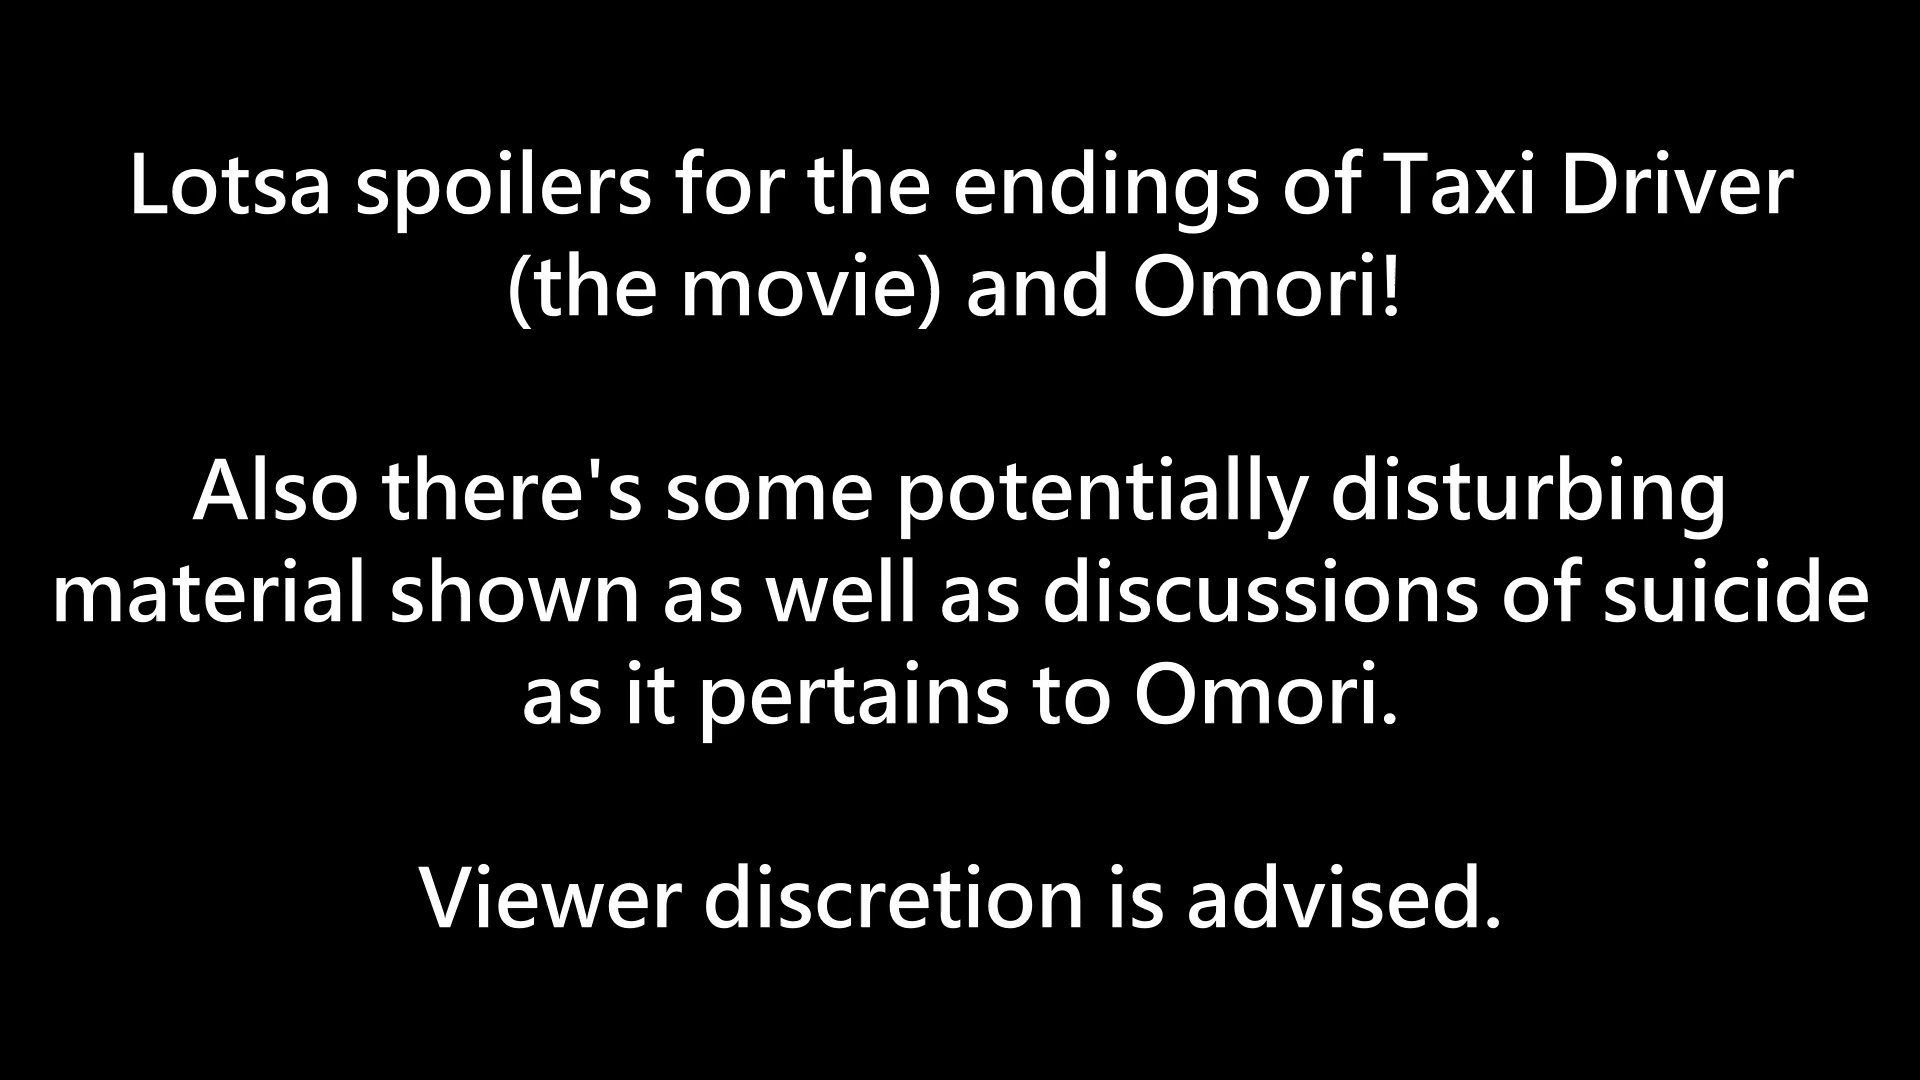 Lotsa spoilers for the endings of Taxi Driver
(the movie) and Omori!
Also there's some potentially disturbing
material shown as well as discussions of suicide
as it pertains to Omori.
Viewer discretion is advised.